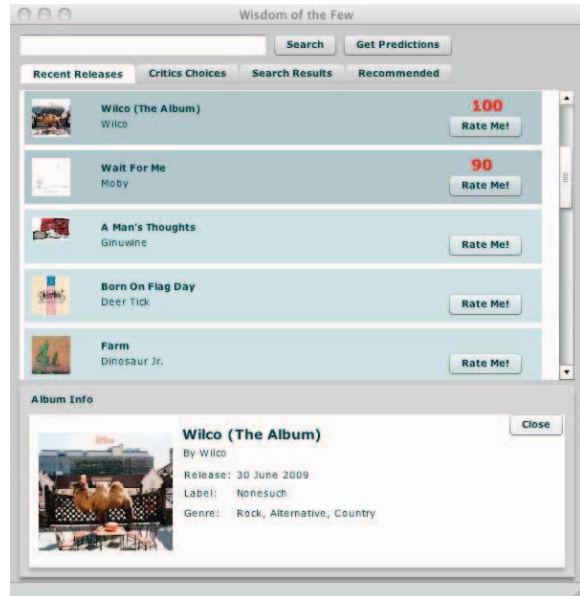 Wisdom of the Few
Search
Get Predictions
Recent Releases
Critics Choices
Search Results
Recommended
Wilco (The Album)
Wilco
100
Rate Me!
Wait For Me
Moby
90
Rate Me!
A Man's Thoughts
Ginuwine
Rate Me!
Born On Flag Day
Deer Tick
Rate Me!
Farm
Dinosaur Jr.
Rate Me!
Album Info
Close
Wilco (The Album)
By Wilco
Release: 30 June 2009
Label: Nonesuch
Genre: Rock, Alternative, Country